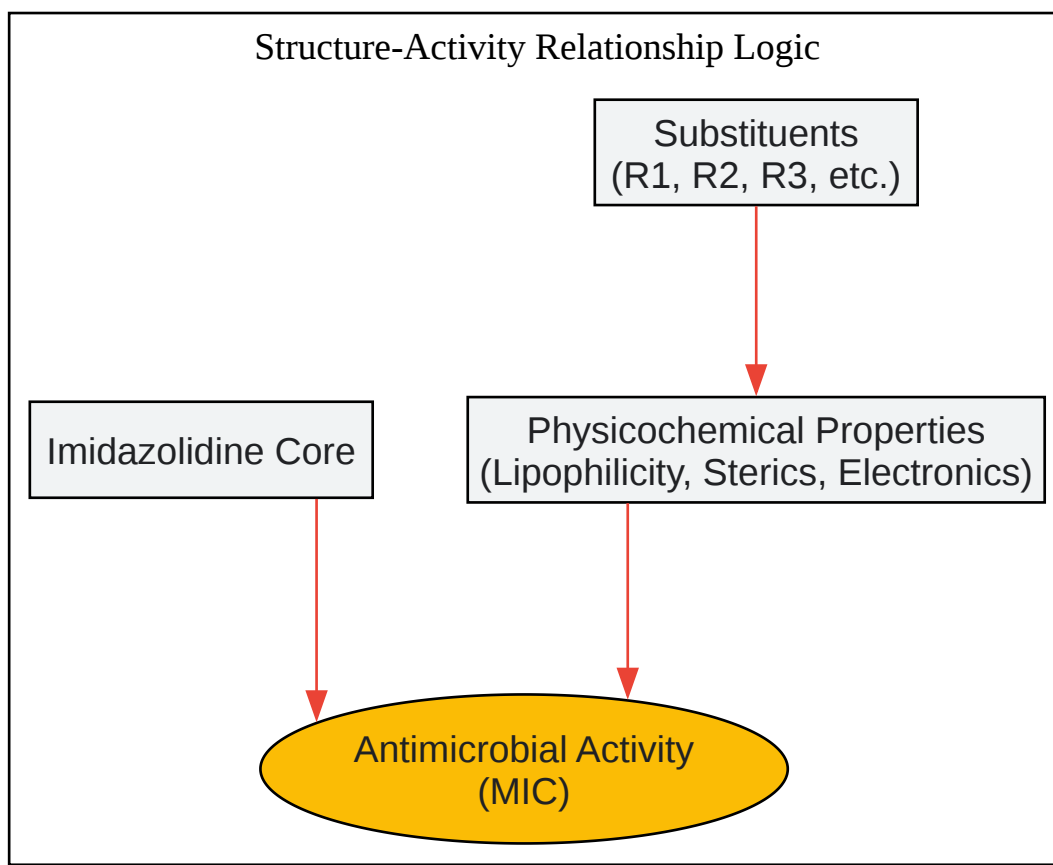 Structure-Activity Relationship Logic
Substituents
(R1, R2, R3, etc.)
Imidazolidine Core
Physicochemical Properties
(Lipophilicity, Sterics, Electronics)
Antimicrobial Activity
(MIC)